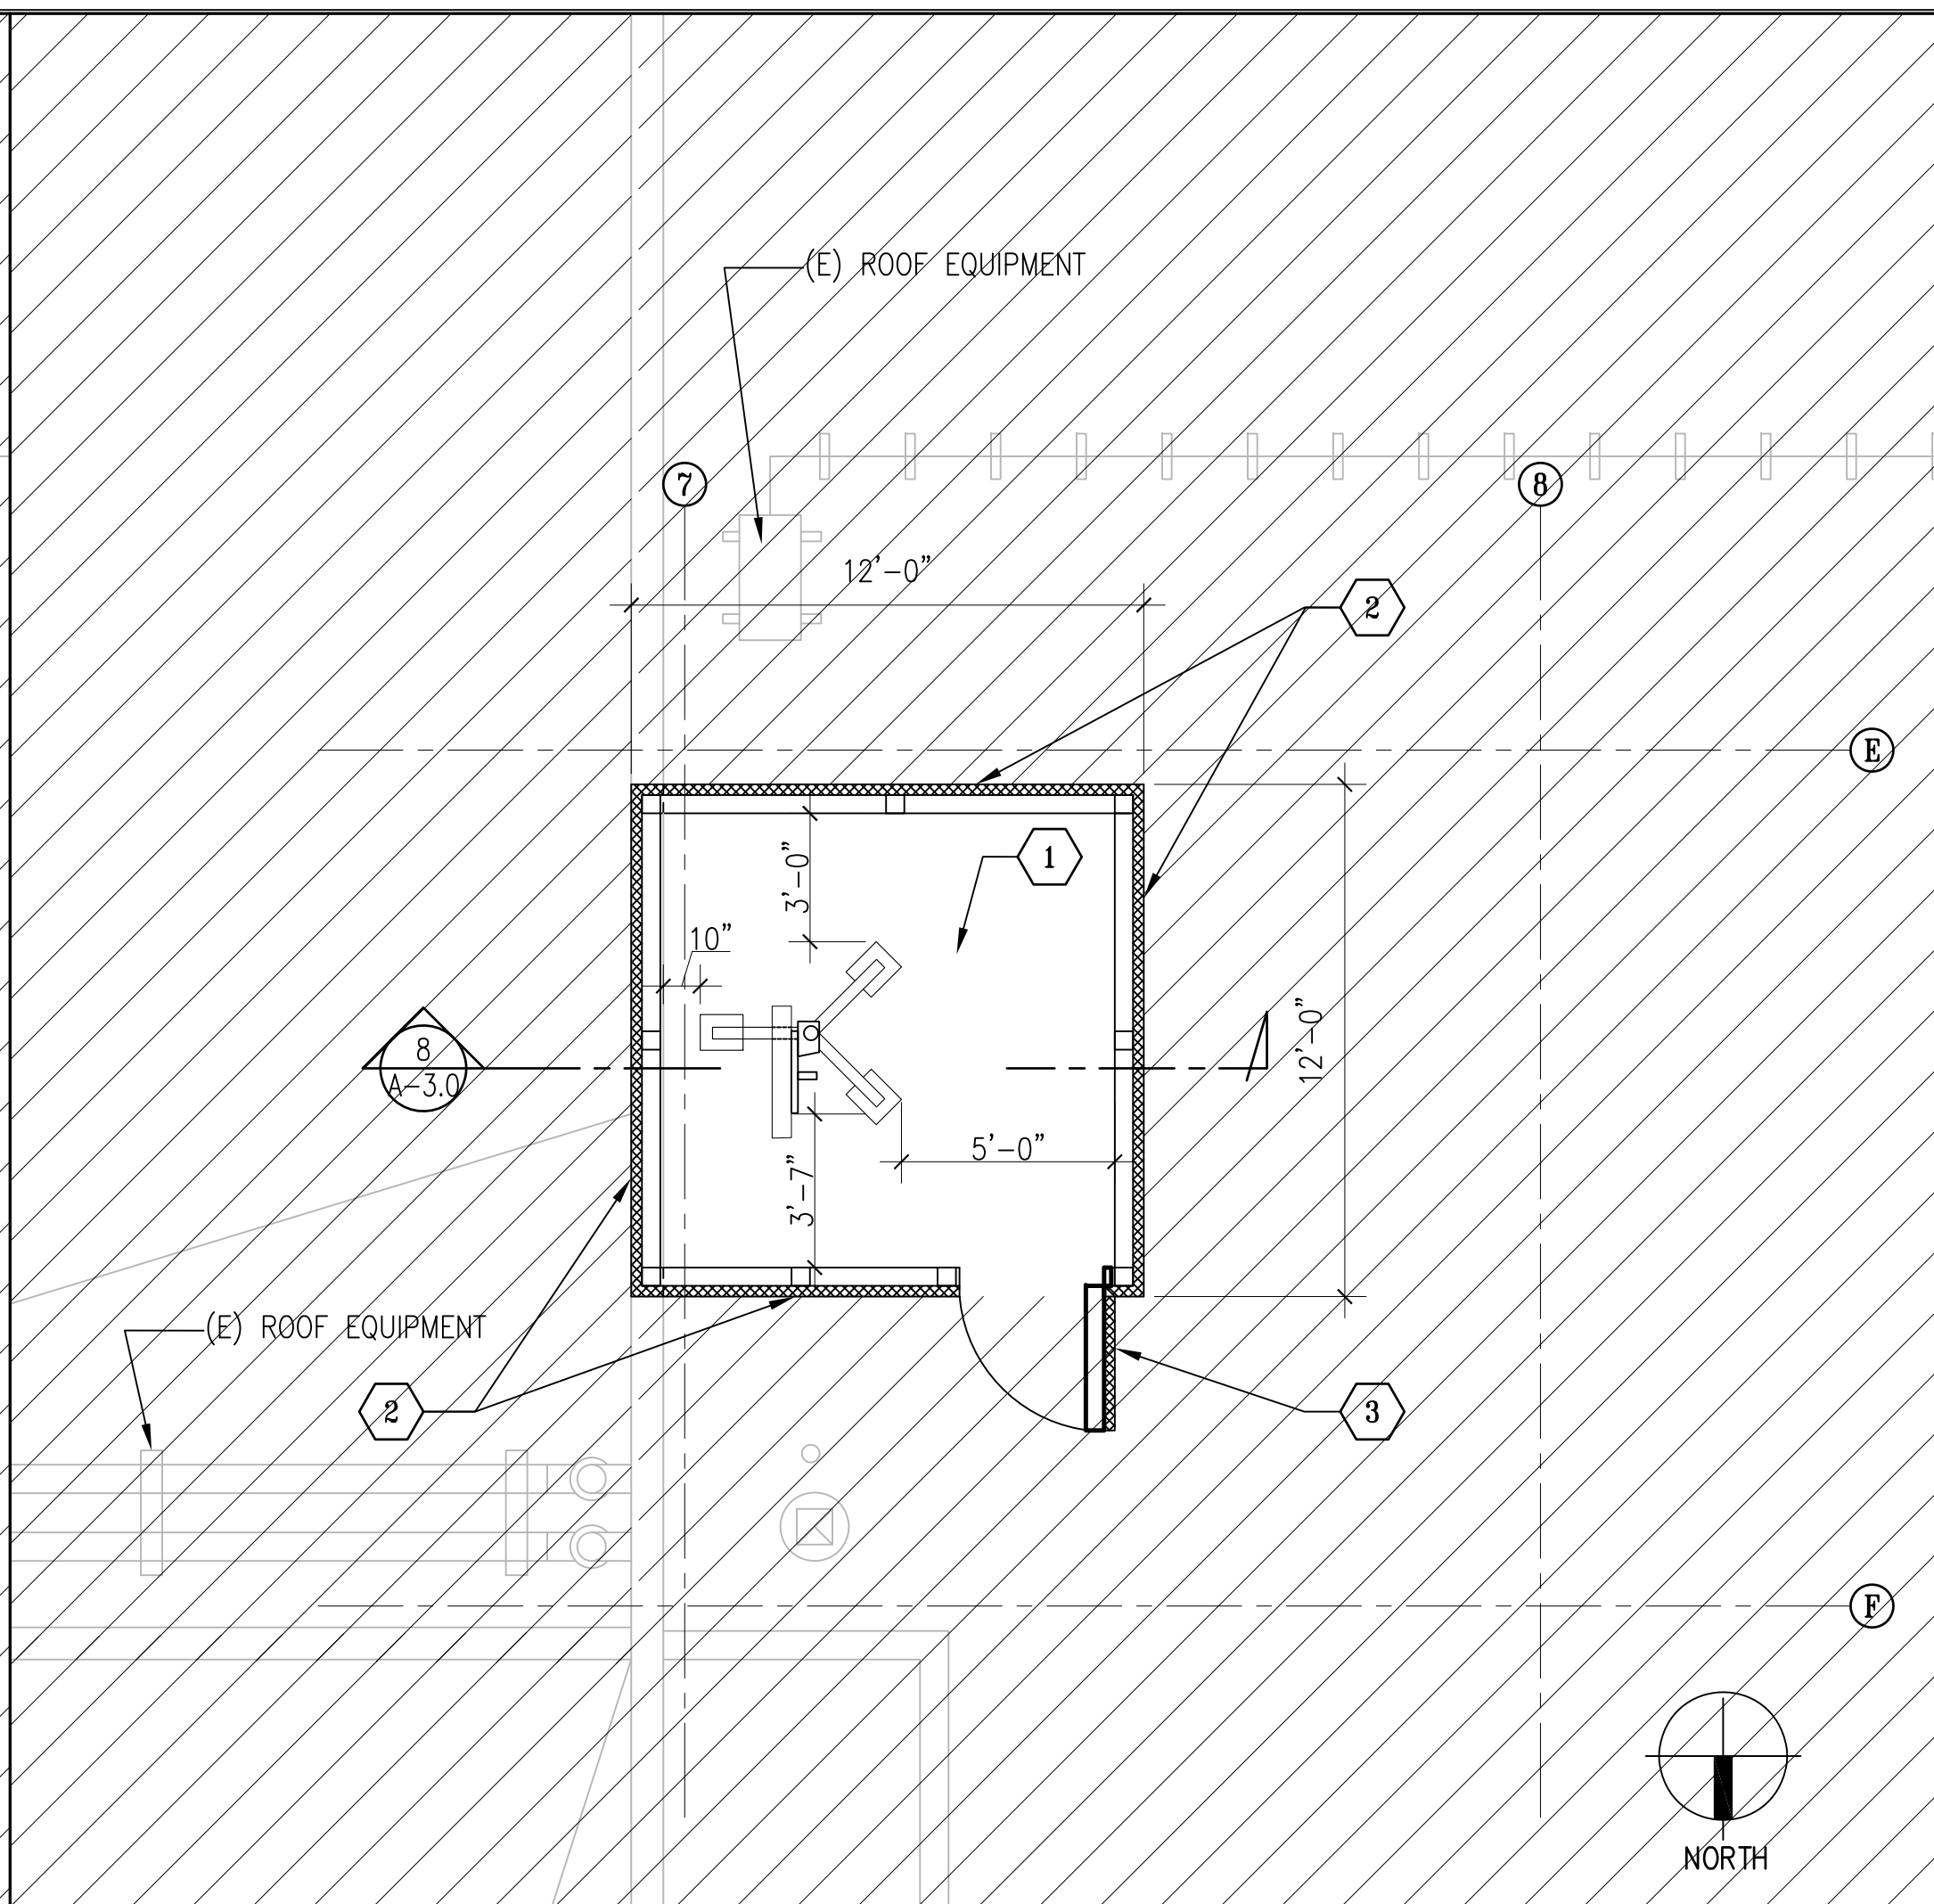 (E) ROOF EQUIPMENT
7
8
12'-0"
2
E
1
3'-0"
10"
8
A-3.0
12'-0"
5'-0"
3'-7"
(E) ROOF EQUIPMENT
2
3
F
NORTH